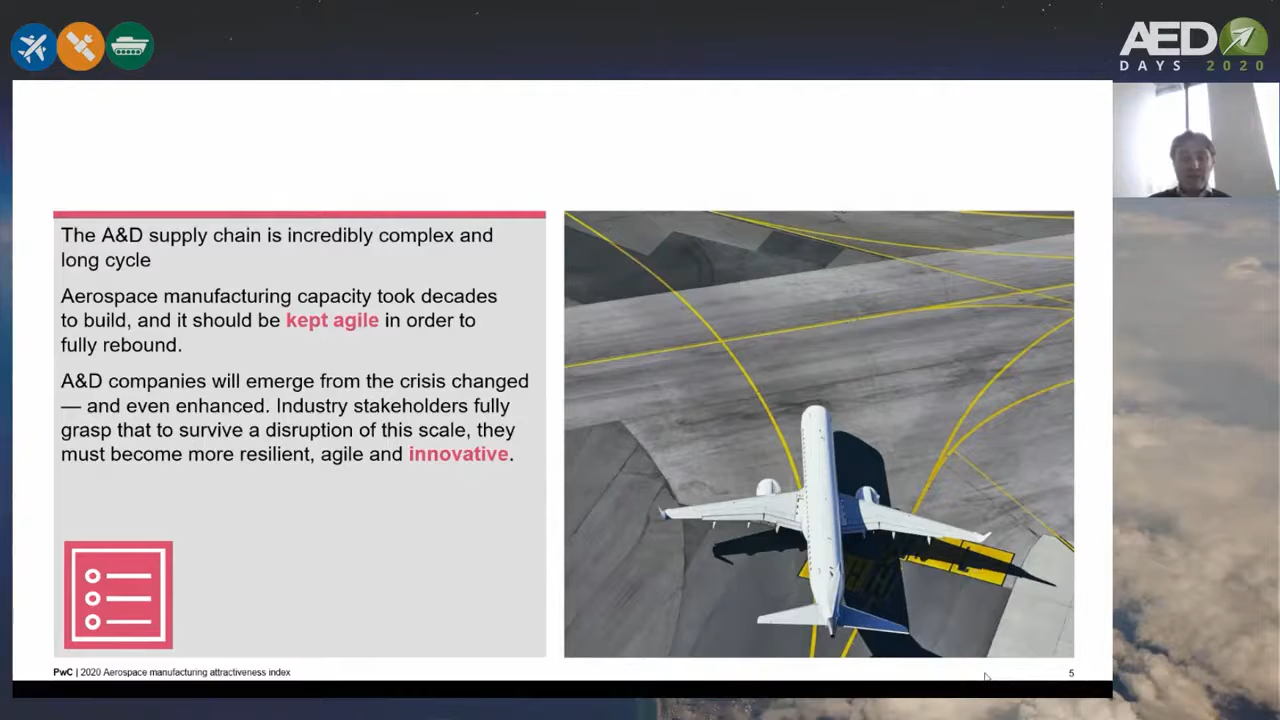 AED
DAYS 2020
The A&D supply chain is incredibly complex and
long cycle
Aerospace manufacturing capacity took decades
to build, and it should be kept agile in order to
fully rebound.
A&D companies will emerge from the crisis changed
— and even enhanced. Industry stakeholders fully
grasp that to survive a disruption of this scale, they
must become more resilient, agile and innovative.
PwC | 2020 Aerospace manufacturing attractiveness index
5